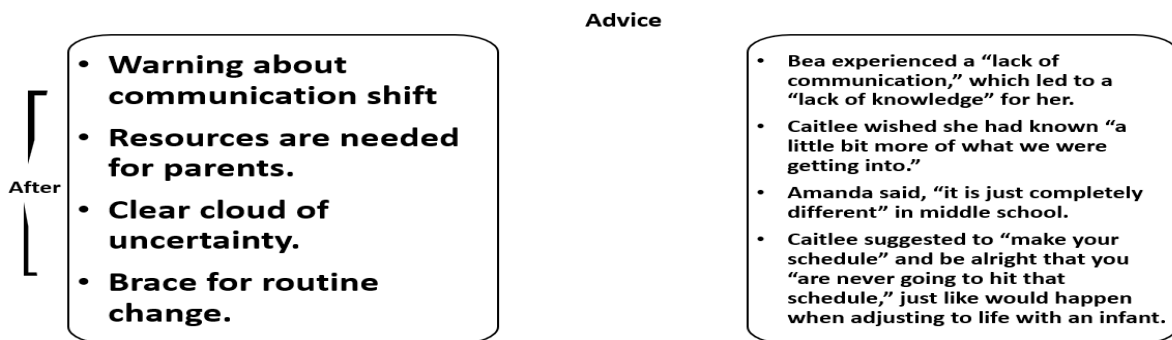 Advice
After
• Warning about
communication shift
• Resources are needed
for parents.
• Clear cloud of
uncertainty.
• Brace for routine
change.
• Bea experienced a “lack of
communication,” which led to a
“lack of knowledge” for her.
• Caitlee wished she had known “a
little bit more of what we were
getting into.”
• Amanda said, “it is just completely
different” in middle school.
• Caitlee suggested to “make your
schedule” and be alright that you
“are never going to hit that
schedule,” just like would happen
when adjusting to life with an infant.